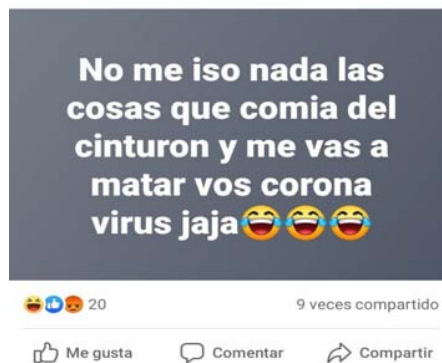 No me iso nada las
cosas que comia del
cinturon y me vas a
matar vos corona
virus jaja😂😂😂
20 9 veces compartido
Me gusta Comentar Compartir